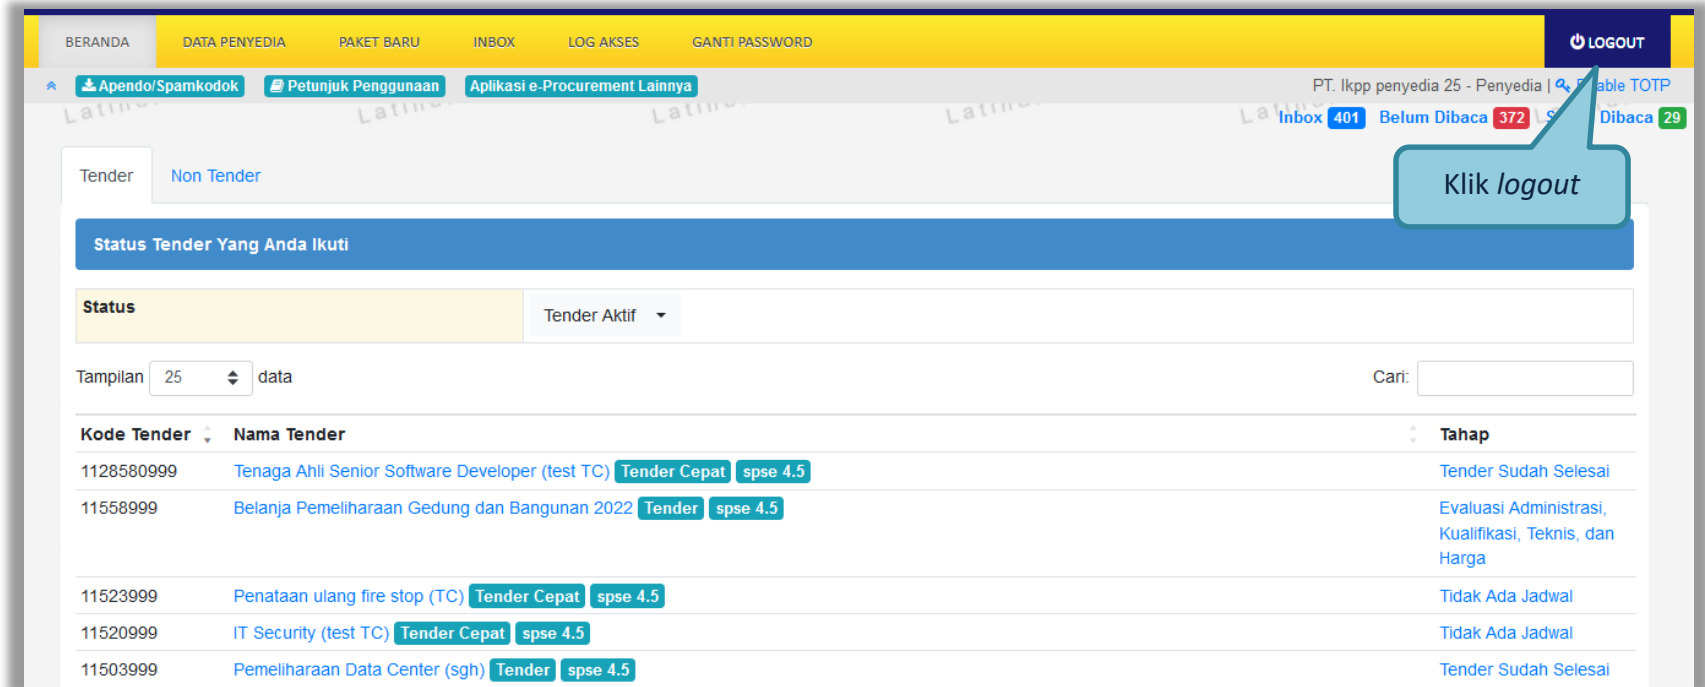 BERANDA DATA PENYEDIA PAKET BARU INBOX LOG AKSES GANTI PASSWORD LOGOUT
Apendo/Spamkodok Petunjuk Penggunaan Aplikasi e-Procurement Lainnya PT. lkpp penyedia 25 - Penyedia | able TOTP
Inbox 401 Belum Dibaca 372 Dibaca 29
Tender Non Tender
Klik logout
Status Tender Yang Anda Ikuti
Status Tender Aktif
Tampilan 25 data Cari:
Kode Tender Nama Tender Tahap
1128580999 Tenaga Ahli Senior Software Developer (test TC) Tender Cepat spse 4.5 Tender Sudah Selesai
11558999 Belanja Pemeliharaan Gedung dan Bangunan 2022 Tender spse 4.5 Evaluasi Administrasi,
Kualifikasi, Teknis, dan
Harga
11523999 Penataan ulang fire stop (TC) Tender Cepat spse 4.5 Tidak Ada Jadwal
11520999 IT Security (test TC) Tender Cepat spse 4.5 Tidak Ada Jadwal
11503999 Pemeliharaan Data Center (sgh) Tender spse 4.5 Tender Sudah Selesai